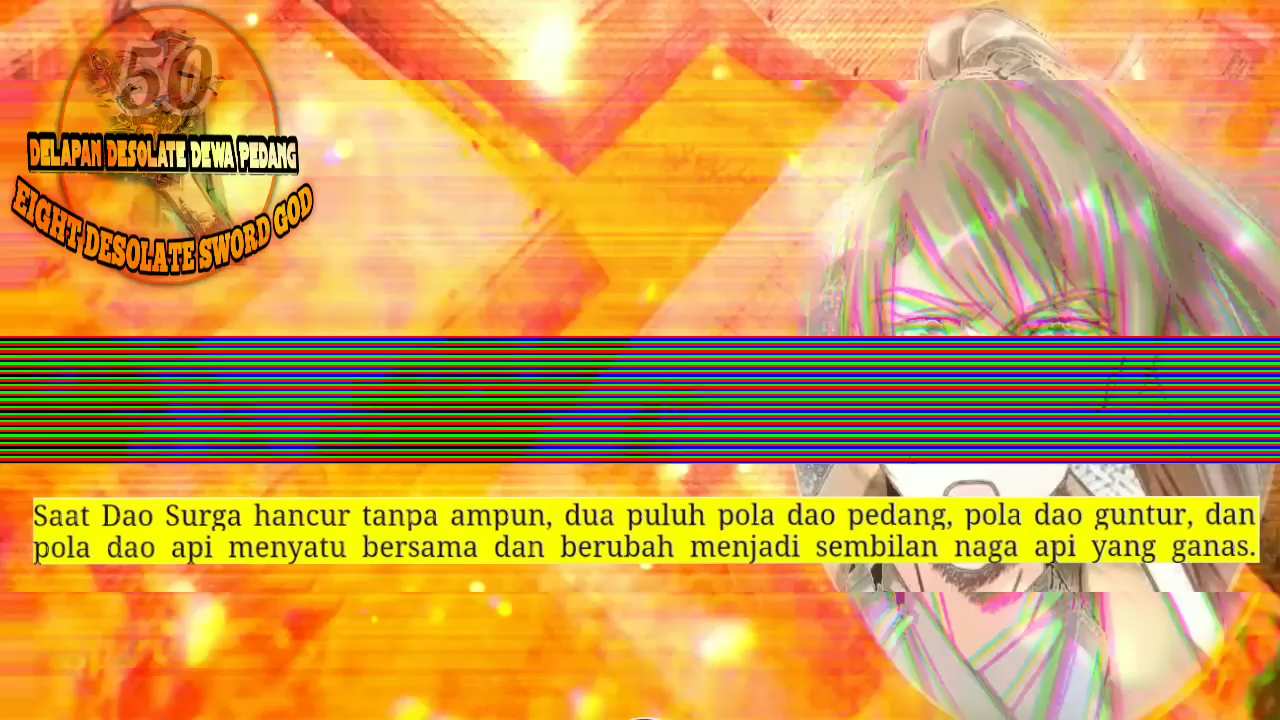 50
DELAPAN DESOLATE DEWA PEDANG
EIGHT DESOLATE SWORD GOD
Saat Dao Surga hancur tanpa ampun, dua puluh pola dao pedang, pola dao guntur, dan
pola dao api menyatu bersama dan berubah menjadi sembilan naga api yang ganas.